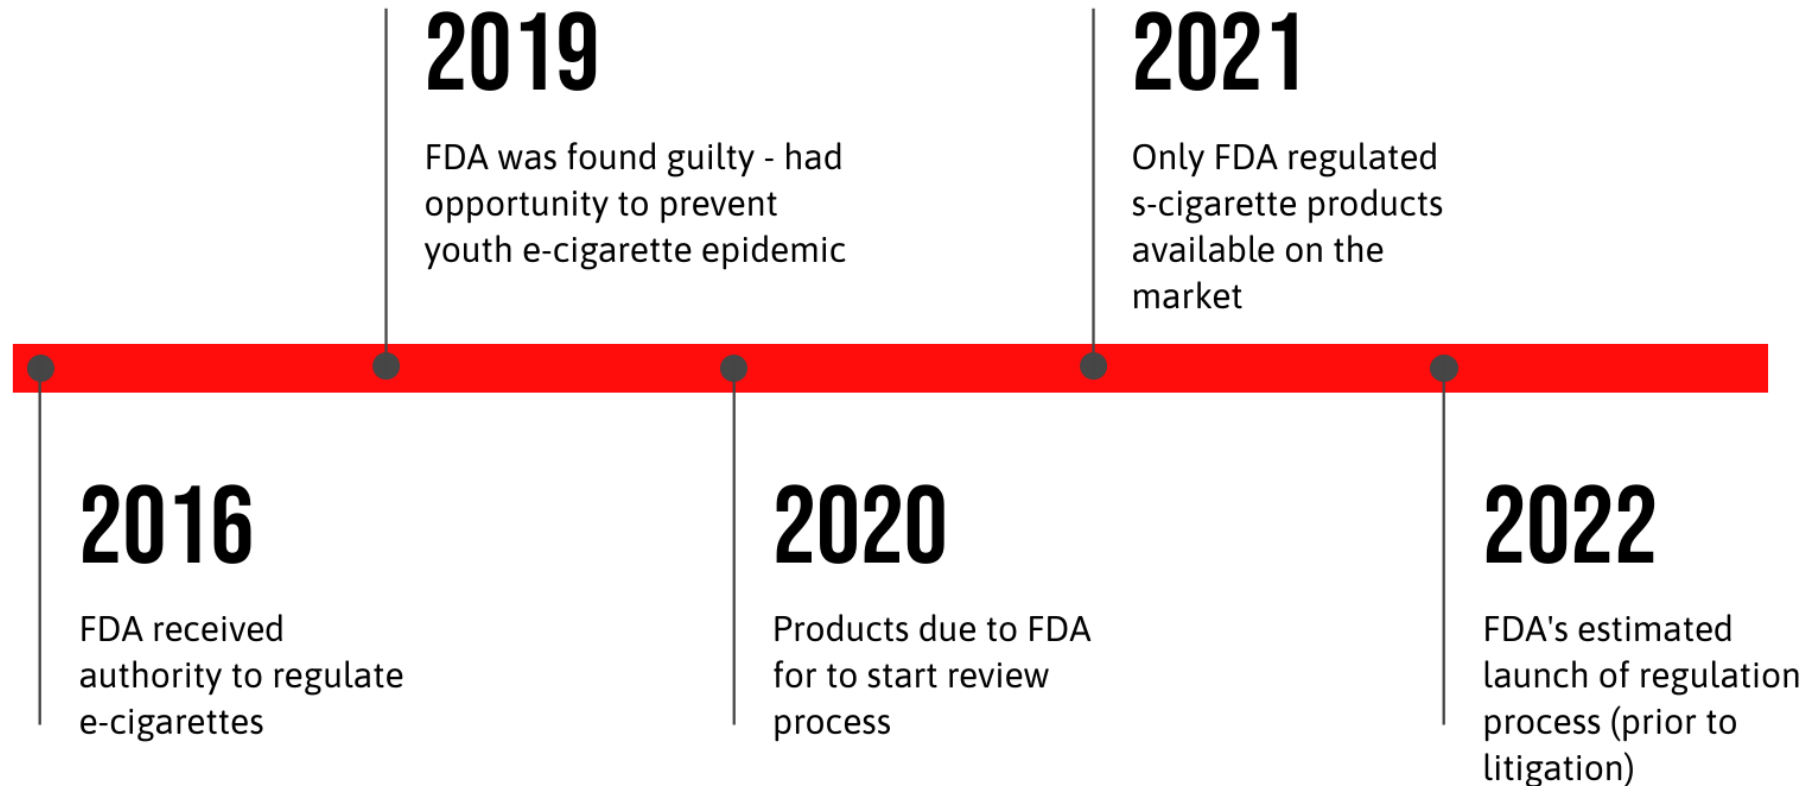 2019
FDA was found guilty - had
opportunity to prevent
youth e-cigarette epidemic
2021
Only FDA regulated
s-cigarette products
available on the
market
2016
FDA received
authority to regulate
e-cigarettes
2020
Products due to FDA
for to start review
process
2022
FDA's estimated
launch of regulation
process (prior to
litigation)